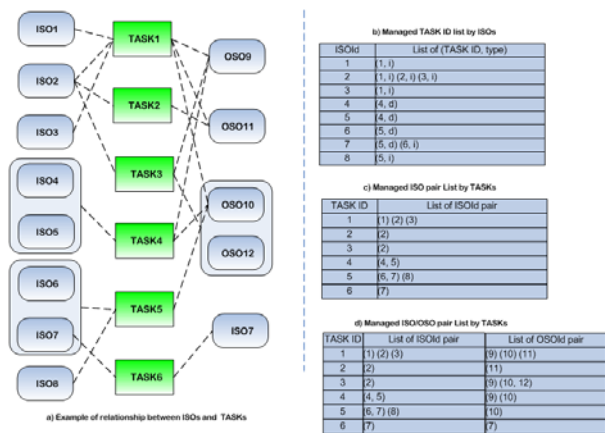 ISO1
ISO2
ISO3
ISO4
ISO5
ISO6
ISO7
ISO8
TASK1
TASK2
TASK3
TASK4
TASK5
TASK6
OSO9
OSO11
OSO10
OSO12
ISO7
a) Example of relationship between ISOs and TASKs
b) Managed TASK ID list by ISOs
ISOId List of (TASK ID, type)
1 (1, i)
2 (1, i) (2, i) (3, i)
3 (1, i)
4 (4, d)
5 (4, d)
6 (5, d)
7 (5, d) (6, i)
8 (5, i)
c) Managed ISO pair List by TASKs
TASK ID List of ISOId pair
1 (1) (2) (3)
2 (2)
3 (2)
4 (4, 5)
5 (6, 7) (8)
6 (7)
d) Managed ISO/OSO pair List by TASKs
TASK ID List of ISOId pair List of OSOId pair
1 (1) (2) (3) (9) (10) (11)
2 (2) (11)
3 (2) (9) (10, 12)
4 (4, 5) (9) (10)
5 (6, 7) (8) (10)
6 (7) (7)